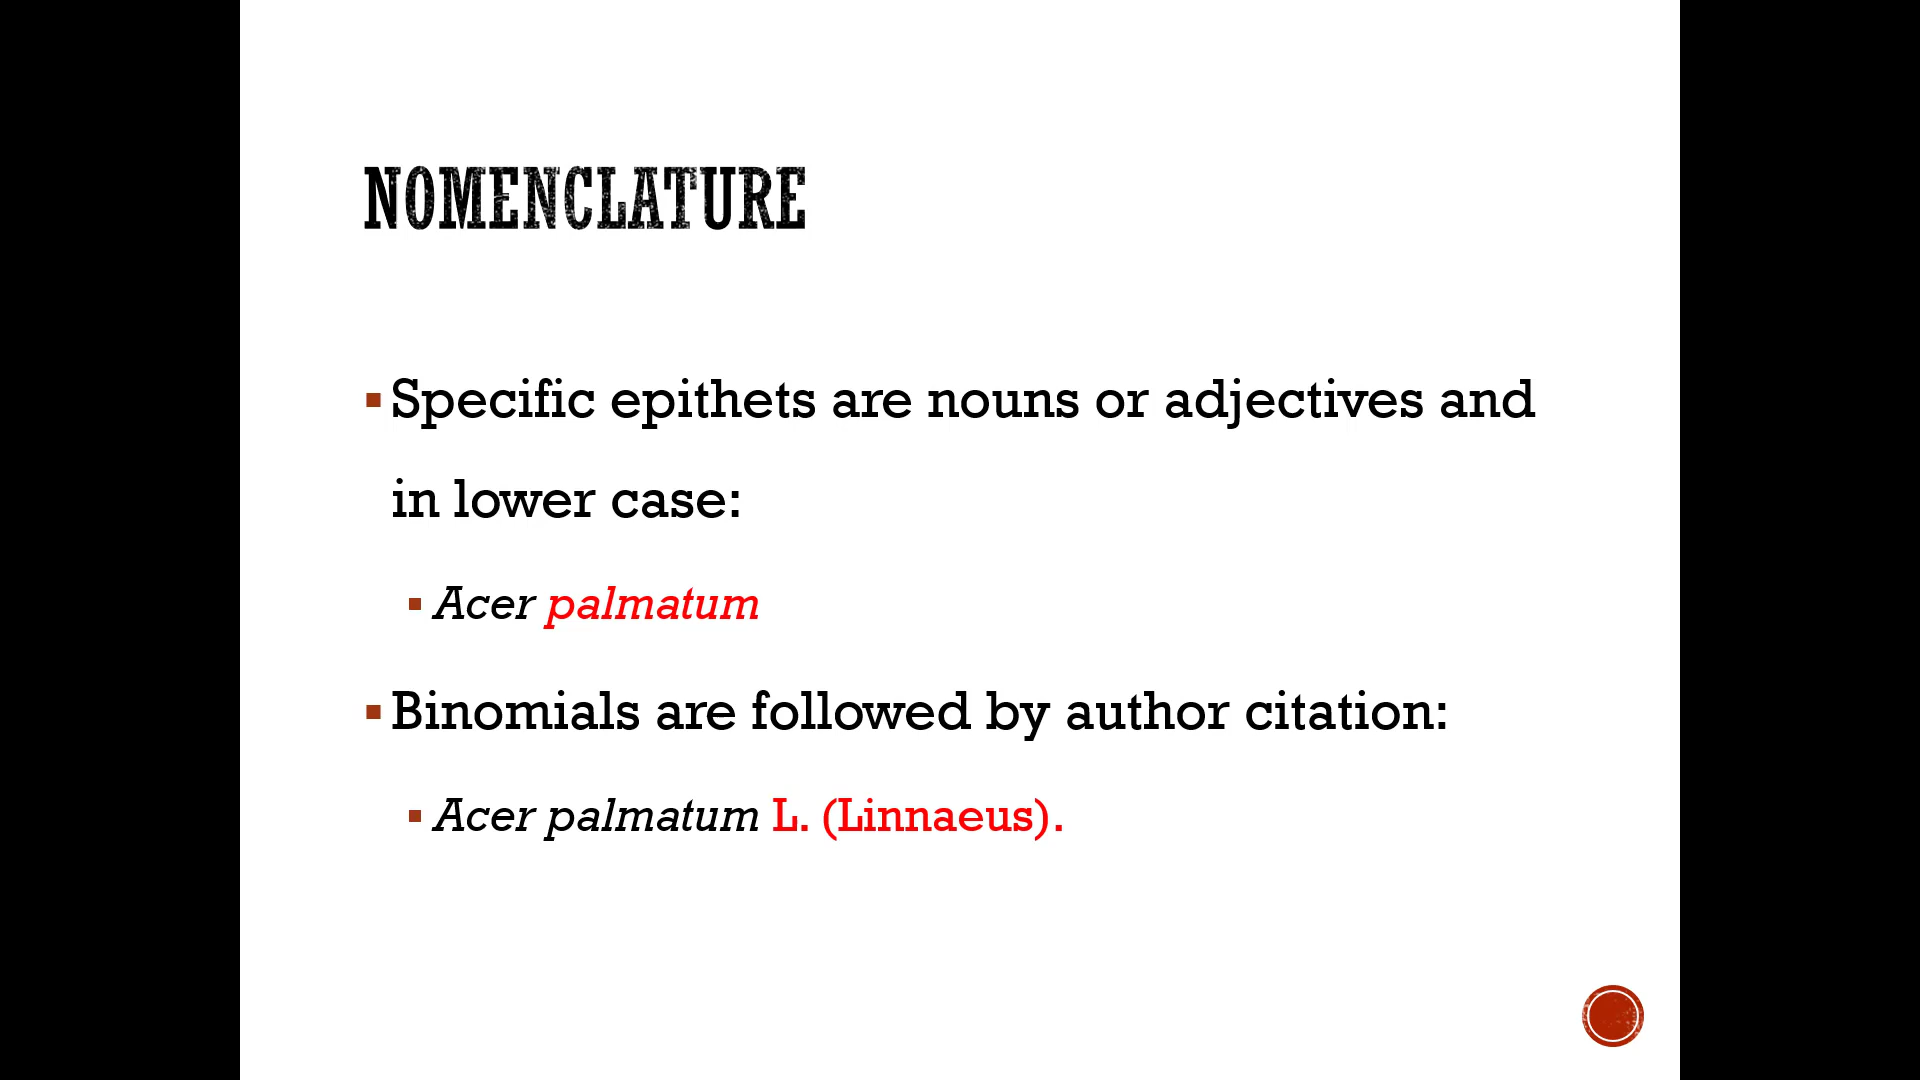 NOMENCLATURE
Specific epithets are nouns or adjectives and
in lower case:
Acer palmatum
Binomials are followed by author citation:
Acer palmatum L. (Linnaeus).